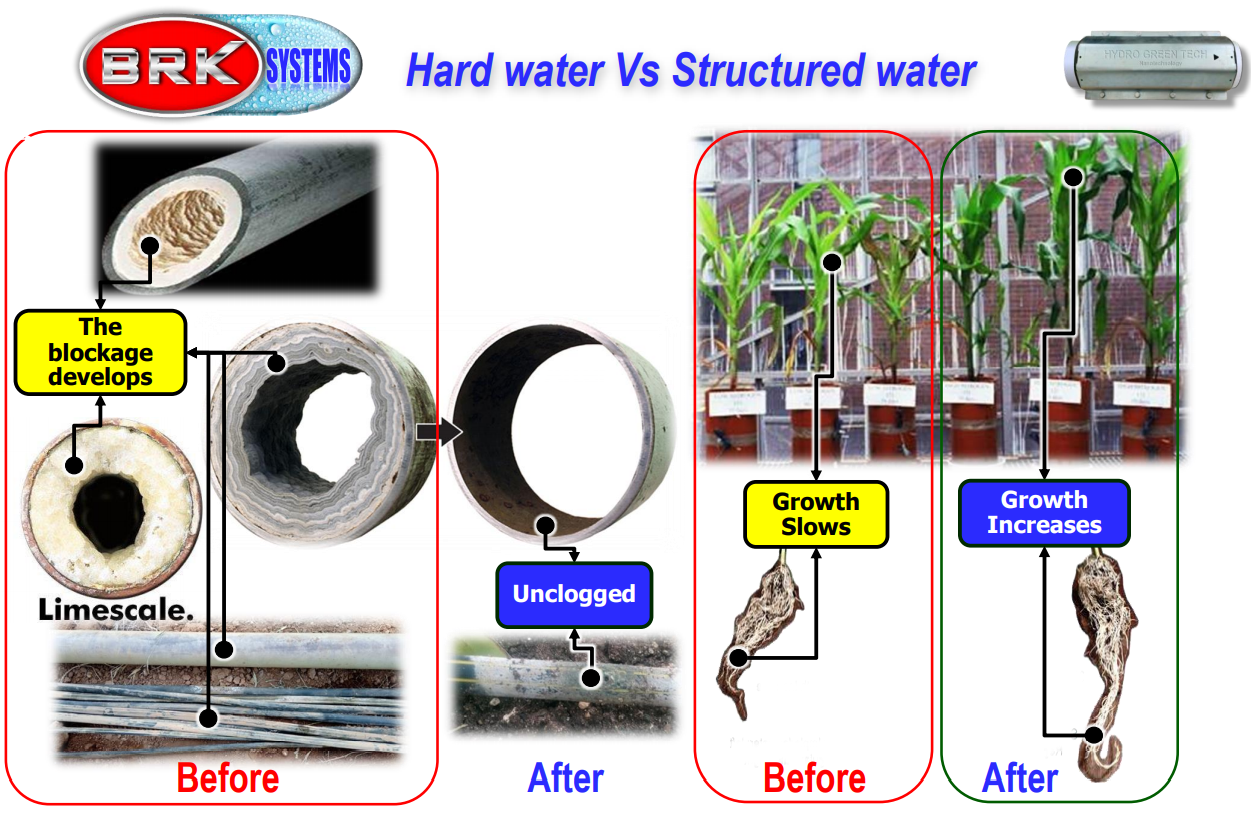 BRK SYSTEMS
Hard water Vs Structured water
HYDRO GREEN TECH
Nanotechnology
The
blockage
develops
Limescale.
Unclogged
Growth
Slows
Growth
Increases
Before
After
Before
After